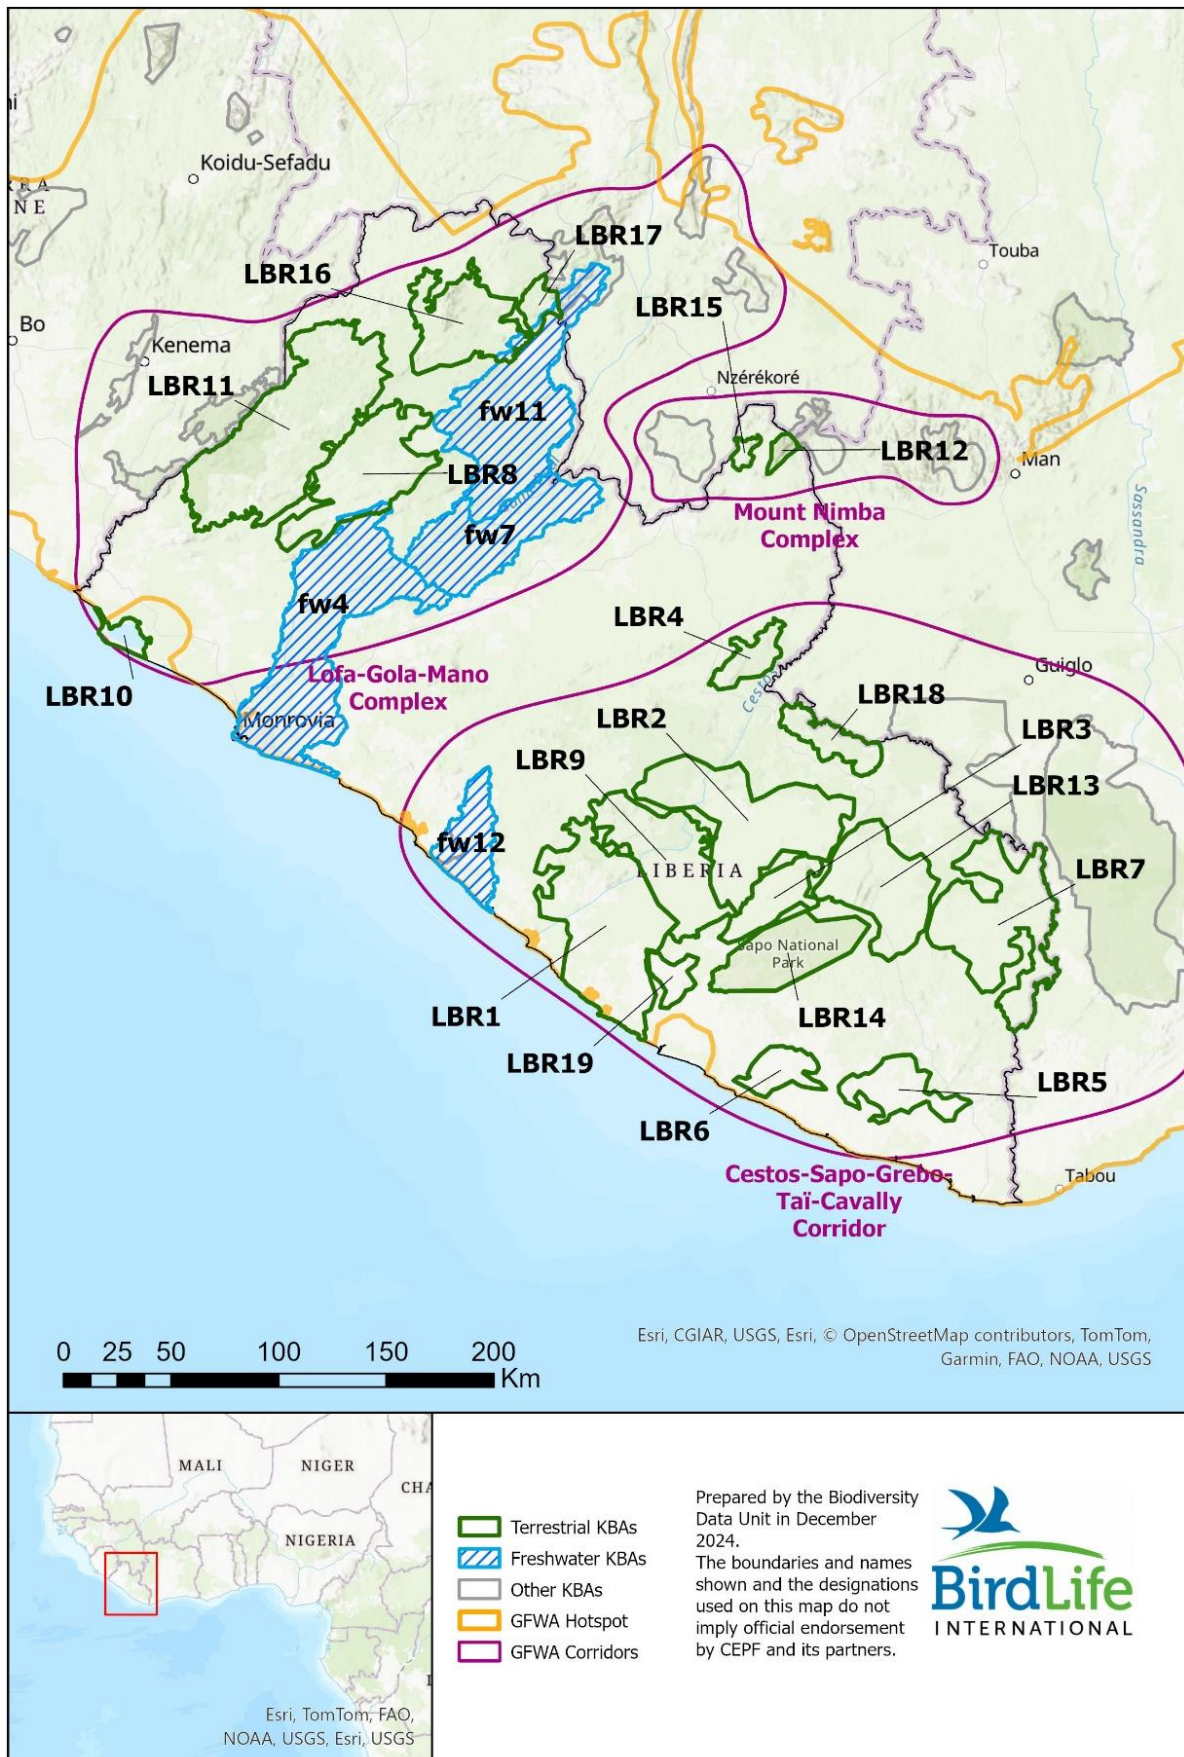 Koidu-Sefadu
NE
LBR17
Touba
LBR16
LBR15
Bo
Kenema
LBR11
Nzérékoré
fw11
LBR12
Man
LBR8
Sassandra
Mount Nimba
Complex
fw7
fw4
LBR4
Guiglo
Lofa-Gola-Mano
Complex
LBR10
Monrovia
LBR18
LBR2
LBR3
LBR9
LBR13
fw12
LIBERIA
LBR7
Sapo National
Park
LBR1
LBR14
LBR19
LBR5
LBR6
Cestos-Sapo-Grebo-
Taï-Cavally
Corridor
Tabou
Esri, CGIAR, USGS, Esri, © OpenStreetMap contributors, TomTom,
Garmin, FAO, NOAA, USGS
0 25 50 100 150 200
Km
MALI
NIGER
CHA
NIGERIA
Esri, TomTom, FAO,
NOAA, USGS, Esri, USGS
Terrestrial KBAs
Freshwater KBAs
Other KBAs
GFWA Hotspot
GFWA Corridors
Prepared by the Biodiversity
Data Unit in December
2024.
The boundaries and names
shown and the designations
used on this map do not
imply official endorsement
by CEPF and its partners.
BirdLife
INTERNATIONAL